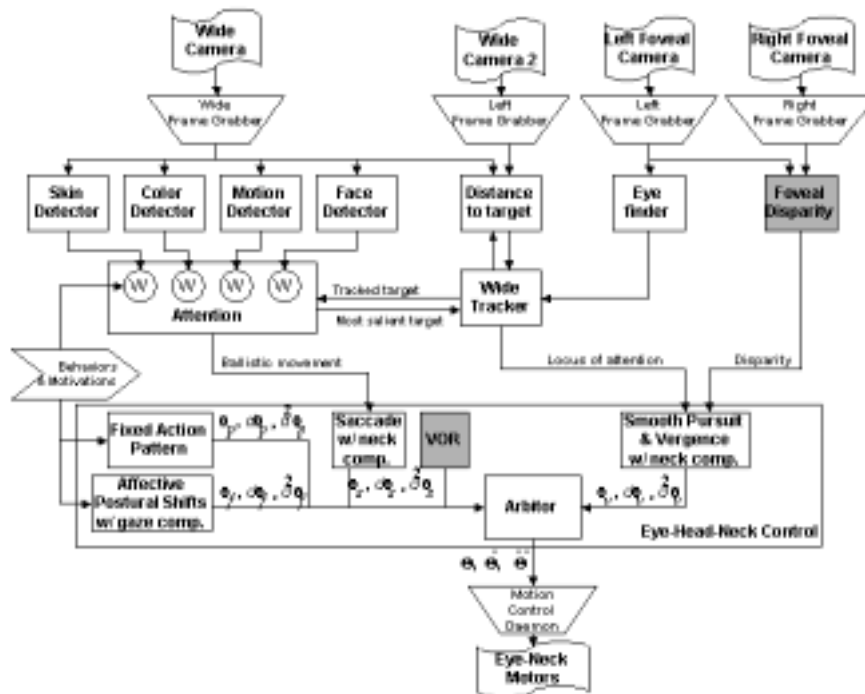 Wide
Camera
Wide
Camera 2
Left Foveal
Camera
Right Foveal
Camera
Wide
Frame Grabber
Left
Frame Grabber
Left
Frame Grabber
Right
Frame Grabber
Skin
Detector
Color
Detector
Motion
Detector
Face
Detector
Distance
to target
Eye
finder
Foveal
Disparity
W W W W
Attention
Tracked target
Most salient target
Wide
Tracker
Behaviors
& Motivations
Ballistic movement
Locus of attention
Disparity
Fixed Action
Pattern
Saccade
w/ neck
comp.
VOR
Smooth Pursuit
& Vergence
w/ neck comp.
Affective
Postural Shifts
w/ gaze comp.
Arbitor
Eye-Head-Neck Control
Θ, Θ̇, Θ̈
Motion
Control
Daemon
Eye-Neck
Motors